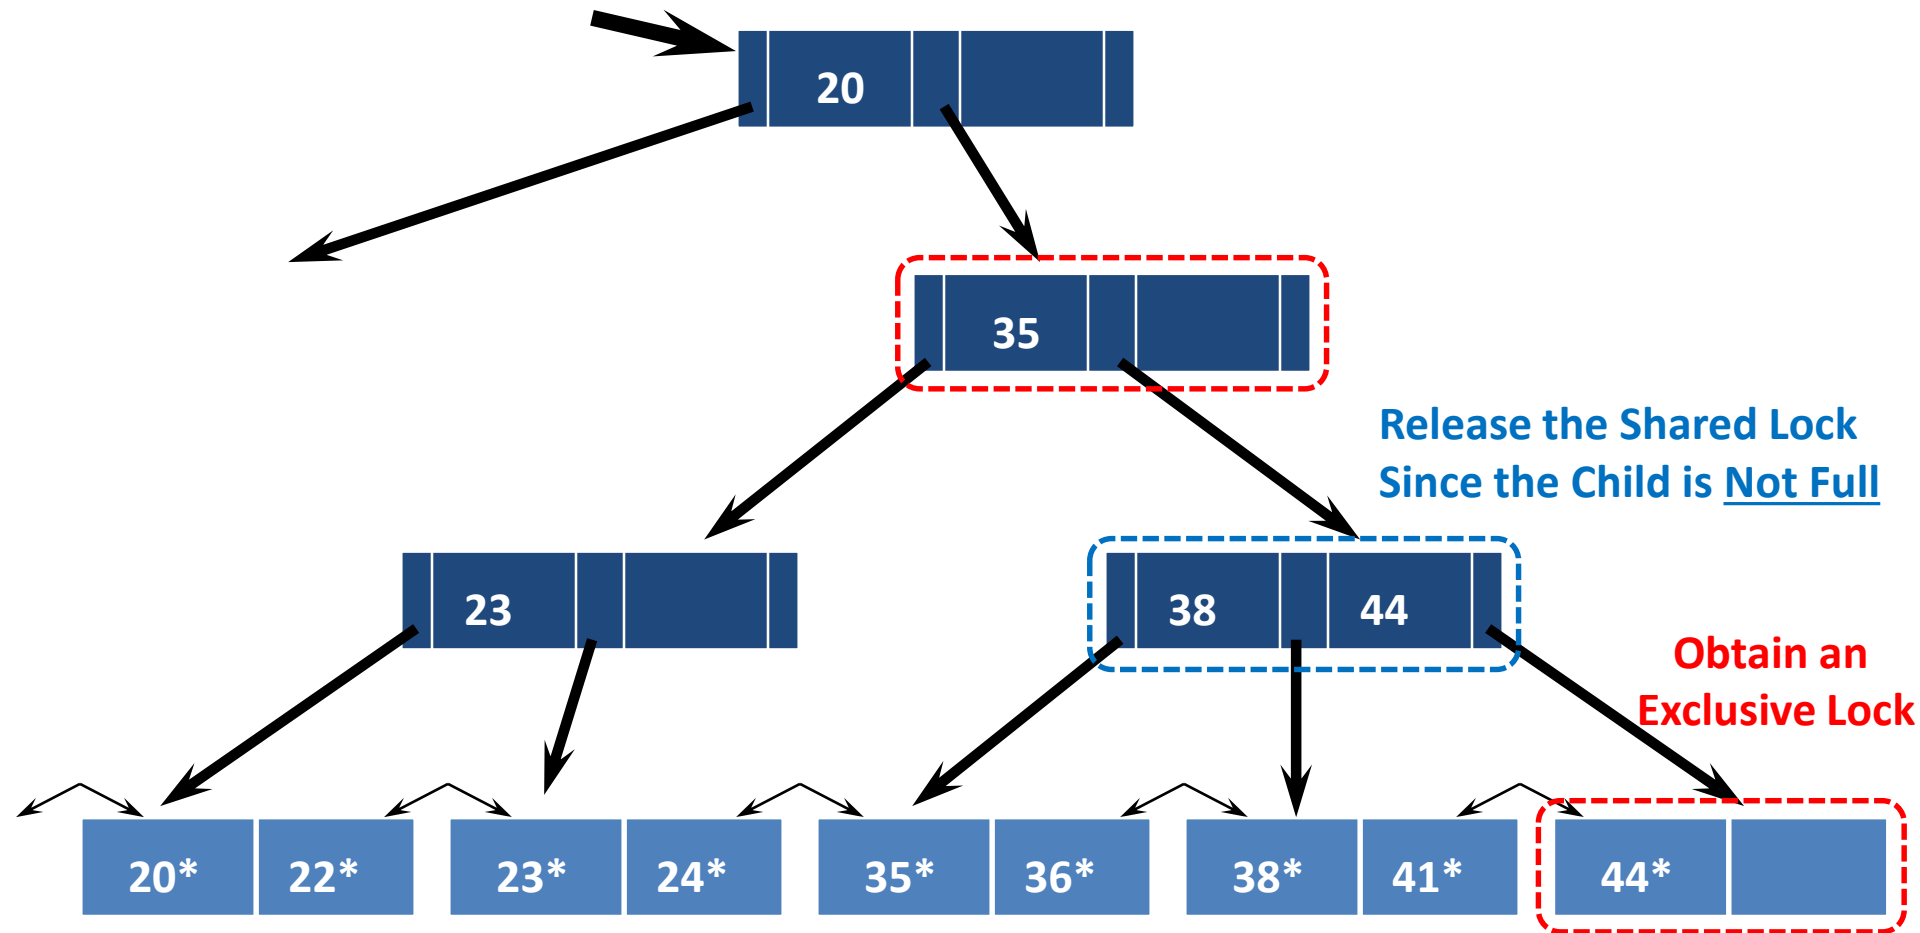 20
35
Release the Shared Lock
Since the Child is Not Full
23
38 44
Obtain an
Exclusive Lock
20* 22* 23* 24* 35* 36* 38* 41* 44*